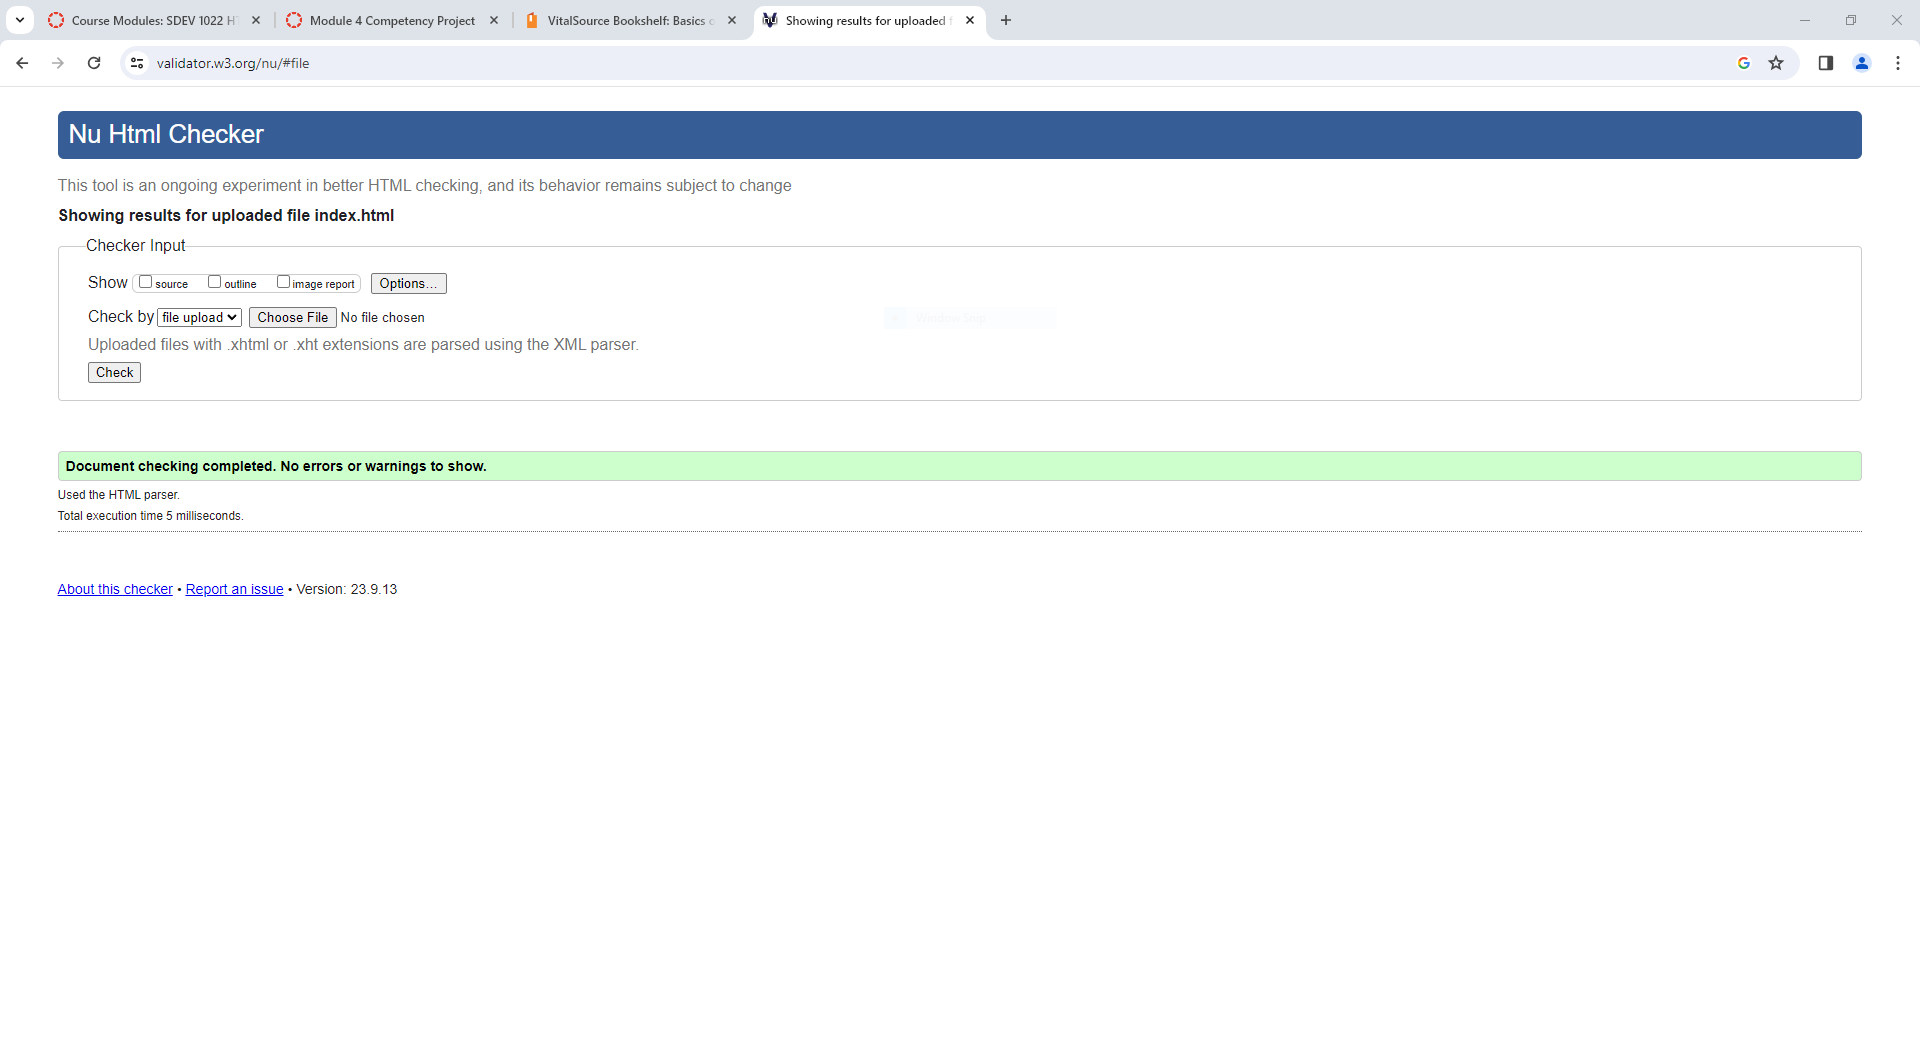 Course Modules: SDEV 1022 H
Module 4 Competency Project
VitalSource Bookshelf: Basics o
Showing results for uploaded f
validator.w3.org/nu/#file
Nu Html Checker
This tool is an ongoing experiment in better HTML checking, and its behavior remains subject to change
Showing results for uploaded file index.html
Checker Input
Show source outline image report Options...
Check by file upload Choose File No file chosen
Uploaded files with .xhtml or .xht extensions are parsed using the XML parser.
Check
Document checking completed. No errors or warnings to show.
Used the HTML parser.
Total execution time 5 milliseconds.
About this checker • Report an issue • Version: 23.9.13